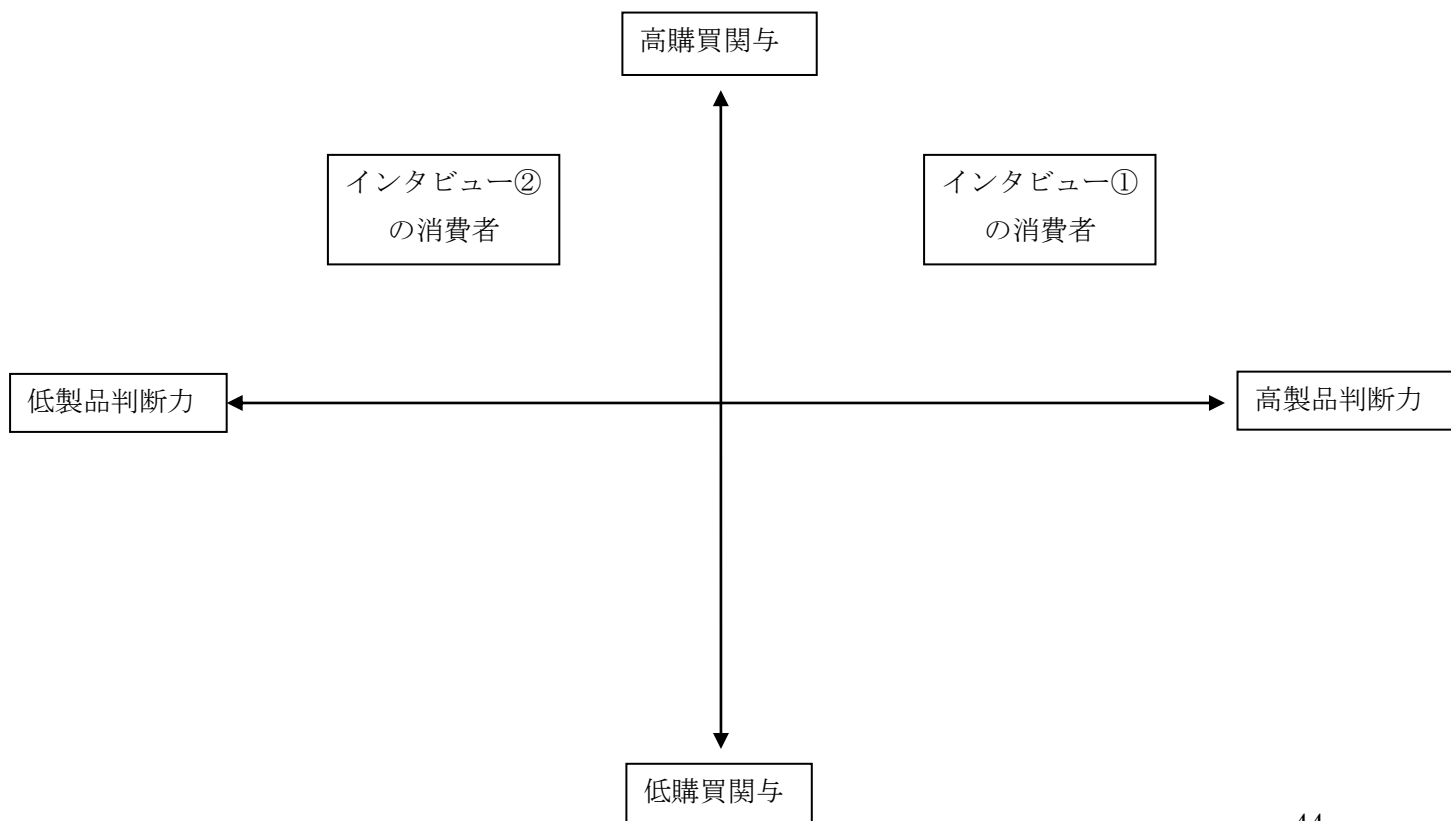 高購買関与
インタビュー②
の消費者
インタビュー①
の消費者
低製品判断力
高製品判断力
低購買関与
44